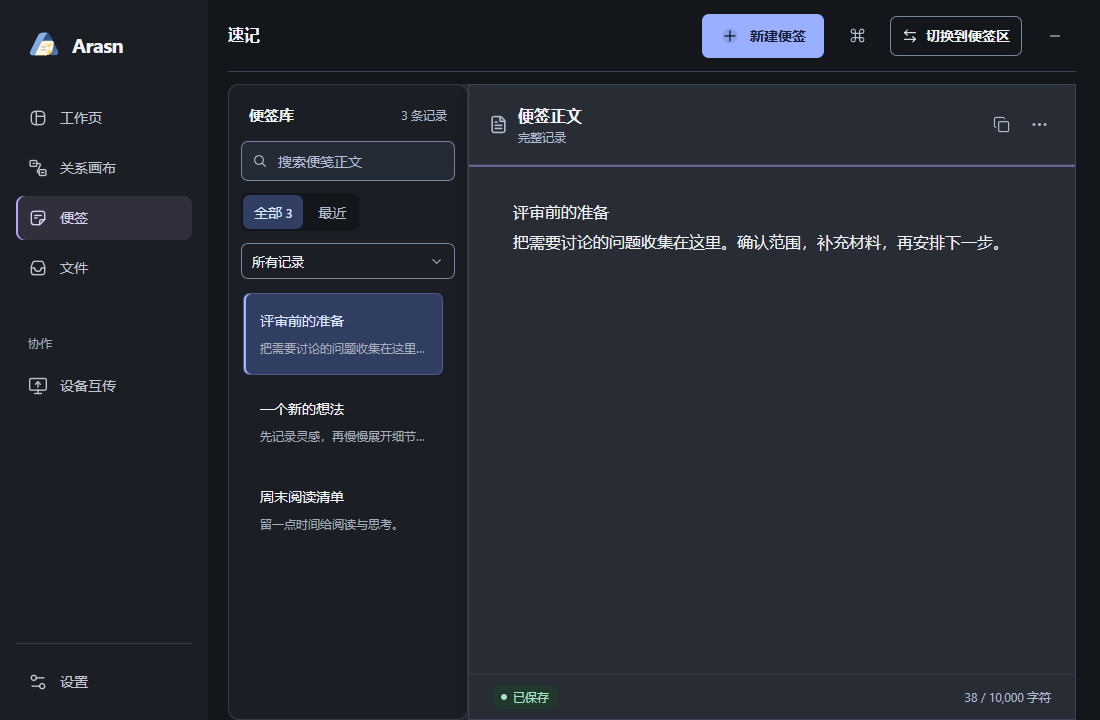 Arasn
工作页
关系画布
便签
文件
协作
设备互传
设置
速记
新建便签
⌘
切换到便签区
便签库
3 条记录
搜索便笺正文
全部 3
最近
所有记录
评审前的准备
把需要讨论的问题收集在这里...
一个新的想法
先记录灵感，再慢慢展开细节...
周末阅读清单
留一点时间给阅读与思考。
便签正文
完整记录
评审前的准备
把需要讨论的问题收集在这里。确认范围，补充材料，再安排下一步。
已保存
38 / 10,000 字符